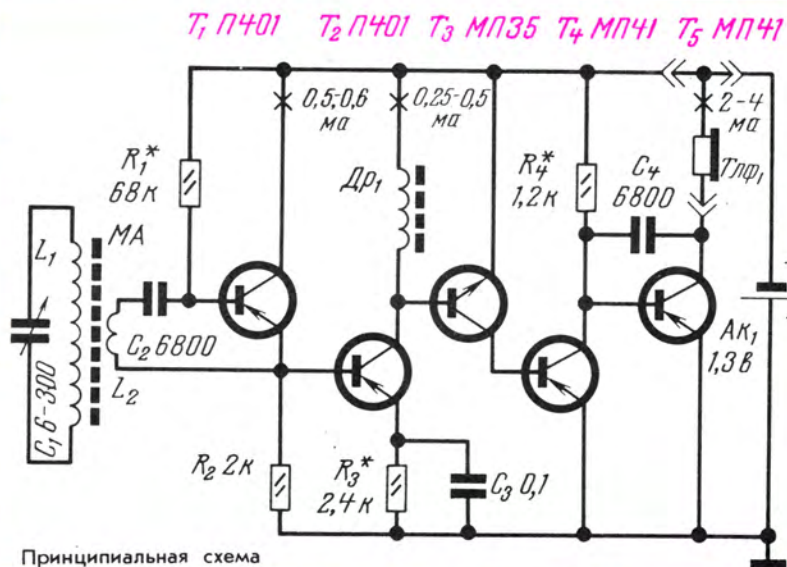 T₁ П401 T₂ П401 T₃ МП35 T₄ МП41 T₅ МП41
0,5-0,6 ма
0,25-0,5 ма
2-4 ма
R₁*
68к
Др₁
R₄*
1,2к
C₄
6800
Тлф₁
МА
L₁
C₁ 6-300
C₂ 6800
L₂
Ак₁
1,3 в
R₂ 2к
R₃*
2,4к
C₃ 0,1
Принципиальная схема